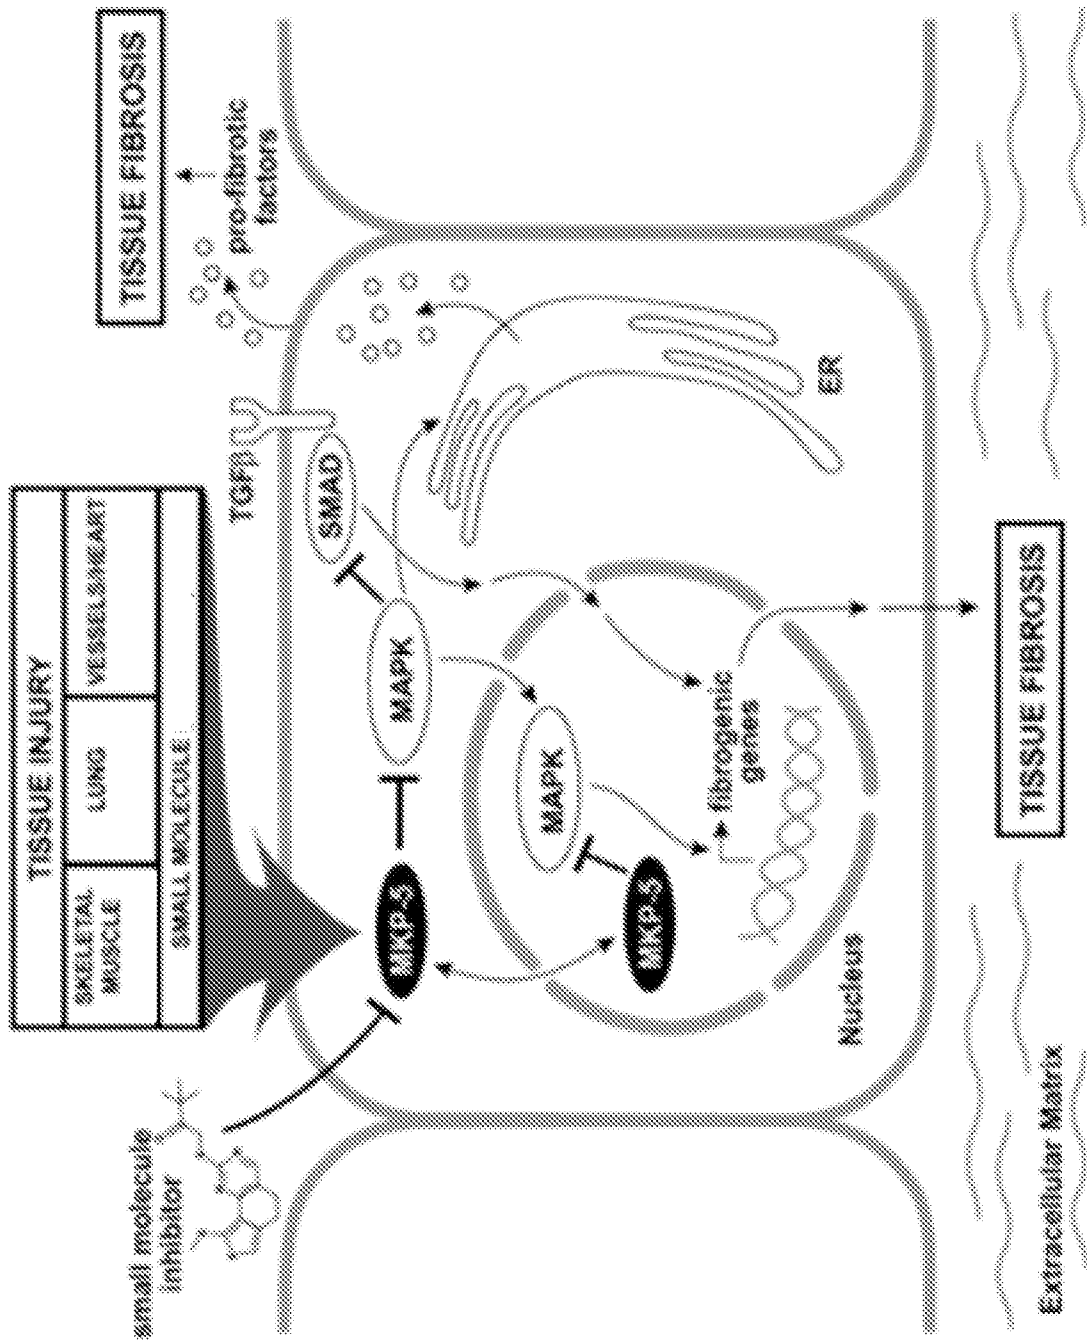 TISSUE INJURY
SKELETAL
MUSCLE
LUNG
VESSELS/HEART
SMALL MOLECULE
small molecule
inhibitor
TGFβ
TISSUE FIBROSIS
pro-fibrotic
factors
SMAD
MKP-5
MAPK
MAPK
MKP-5
fibrogenic
genes
ER
Nucleus
TISSUE FIBROSIS
Extracellular Matrix